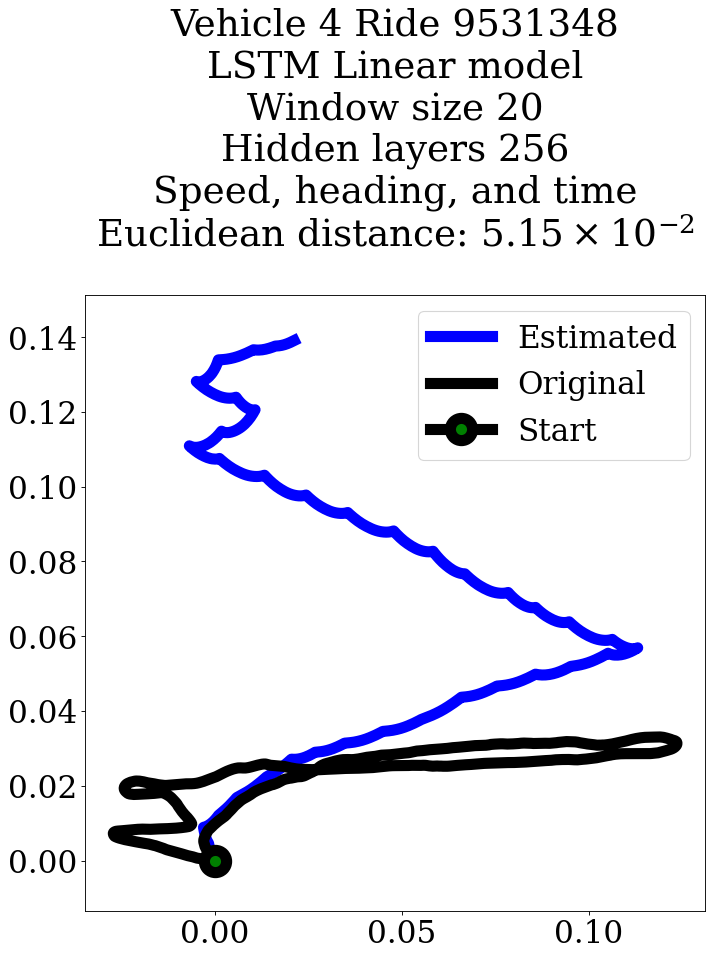 Vehicle 4 Ride 9531348
LSTM Linear model
Window size 20
Hidden layers 256
Speed, heading, and time
Euclidean distance: 5.15 × 10⁻²
Estimated
Original
Start
0.14
0.12
0.10
0.08
0.06
0.04
0.02
0.00
0.00 0.05 0.10